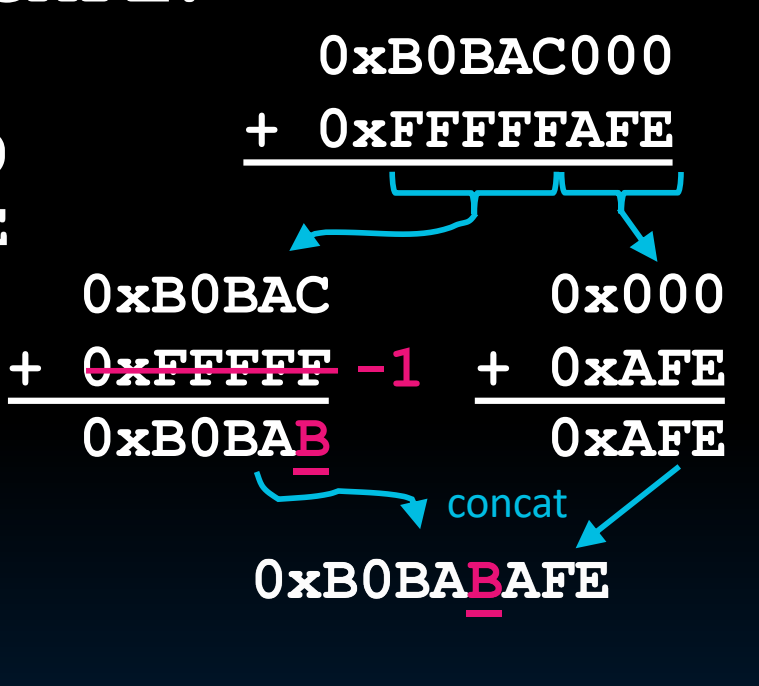 0xB0BAC000
+ 0xFFFFFAFE
0xB0BAC
+ 0xFFFFF -1
0xB0BAB
0x000
+ 0xAFE
0xAFE
concat
0xB0BABAFE